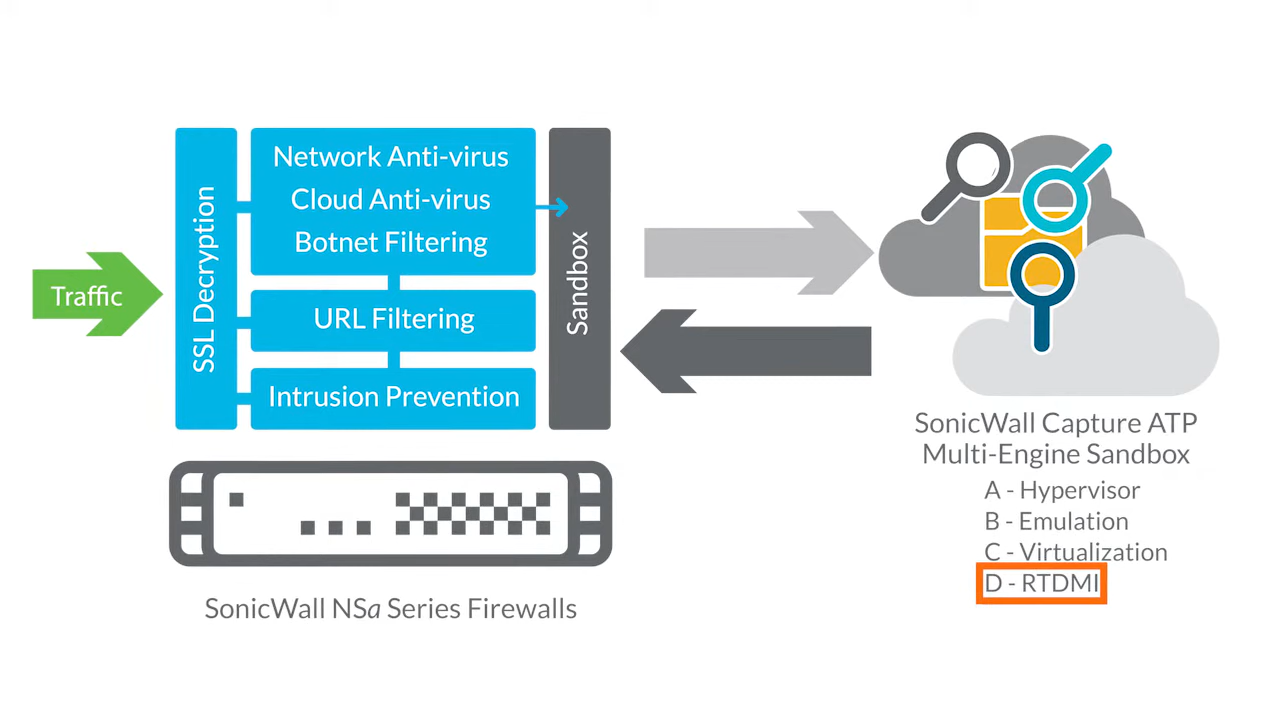 Traffic
SSL Decryption
Network Anti-virus
Cloud Anti-virus
Botnet Filtering
URL Filtering
Intrusion Prevention
Sandbox
SonicWall NSa Series Firewalls
SonicWall Capture ATP
Multi-Engine Sandbox
A - Hypervisor
B - Emulation
C - Virtualization
D - RTDMI